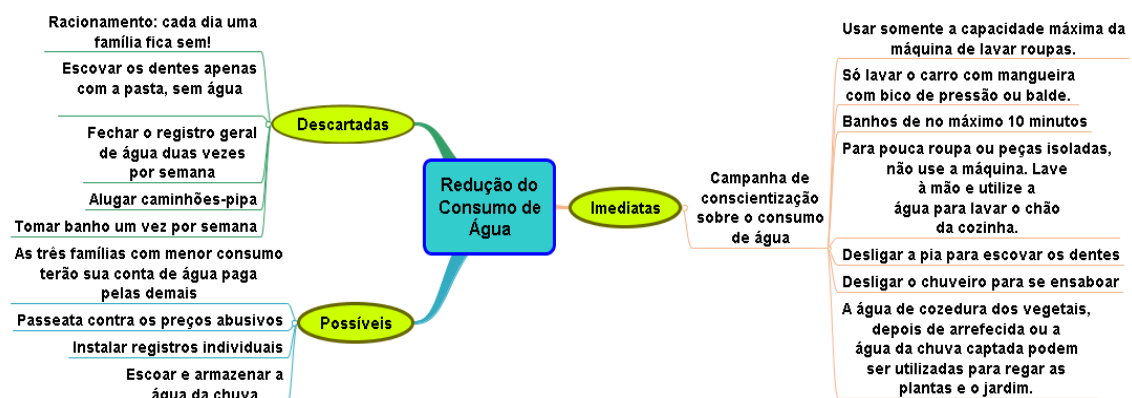 Redução do
Consumo de
Água
Descartadas
Racionamento: cada dia uma
família fica sem!
Escovar os dentes apenas
com a pasta, sem água
Fechar o registro geral
de água duas vezes
por semana
Alugar caminhões-pipa
Tomar banho um vez por semana
Possíveis
As três famílias com menor consumo
terão sua conta de água paga
pelas demais
Passeata contra os preços abusivos
Instalar registros individuais
Escoar e armazenar a
água da chuva
Imediatas
Campanha de
conscientização
sobre o consumo
de água
Usar somente a capacidade máxima da
máquina de lavar roupas.
Só lavar o carro com mangueira
com bico de pressão ou balde.
Banhos de no máximo 10 minutos
Para pouca roupa ou peças isoladas,
não use a máquina. Lave
à mão e utilize a
água para lavar o chão
da cozinha.
Desligar a pia para escovar os dentes
Desligar o chuveiro para se ensaboar
A água de cozedura dos vegetais,
depois de arrefecida ou a
água da chuva captada podem
ser utilizadas para regar as
plantas e o jardim.